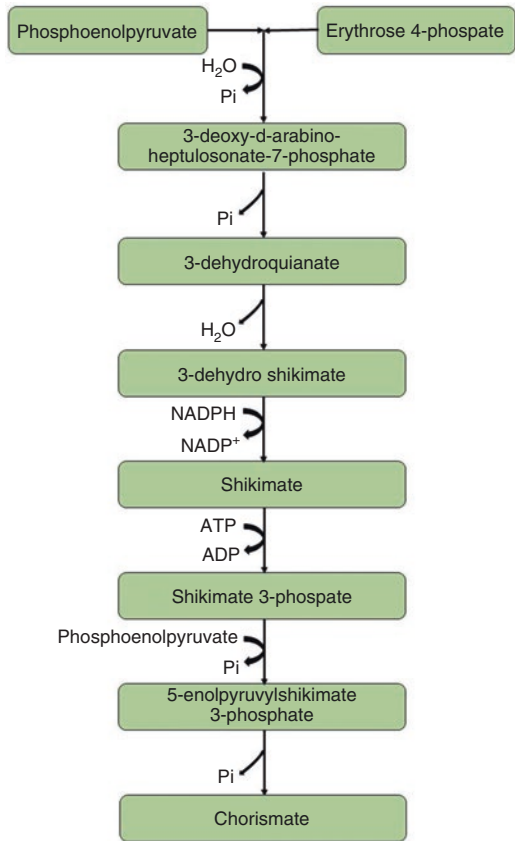 Phosphoenolpyruvate
Erythrose 4-phospate
H₂O
Pi
3-deoxy-d-arabino-
heptulosonate-7-phosphate
Pi
3-dehydroquianate
H₂O
3-dehydro shikimate
NADPH
NADP⁺
Shikimate
ATP
ADP
Shikimate 3-phospate
Phosphoenolpyruvate
Pi
5-enolpyruvylshikimate
3-phosphate
Pi
Chorismate